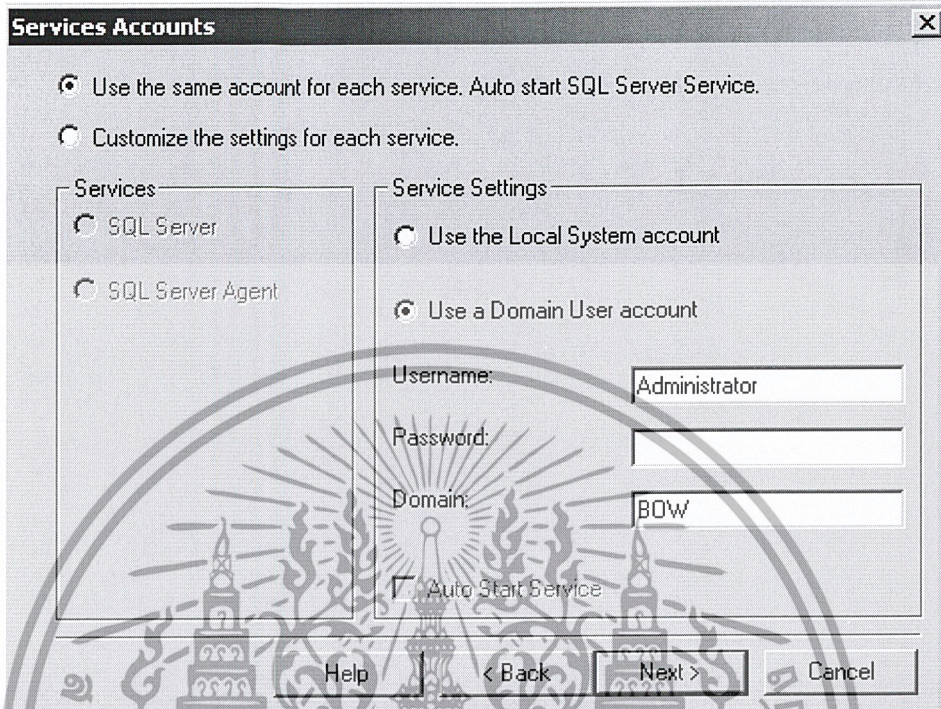 Services Accounts
Use the same account for each service. Auto start SQL Server Service.
Customize the settings for each service.
Services
SQL Server
SQL Server Agent
Service Settings
Use the Local System account
Use a Domain User account
Username:
Administrator
Password:
Domain:
BOW
Auto Start Service
Help
< Back
Next >
Cancel